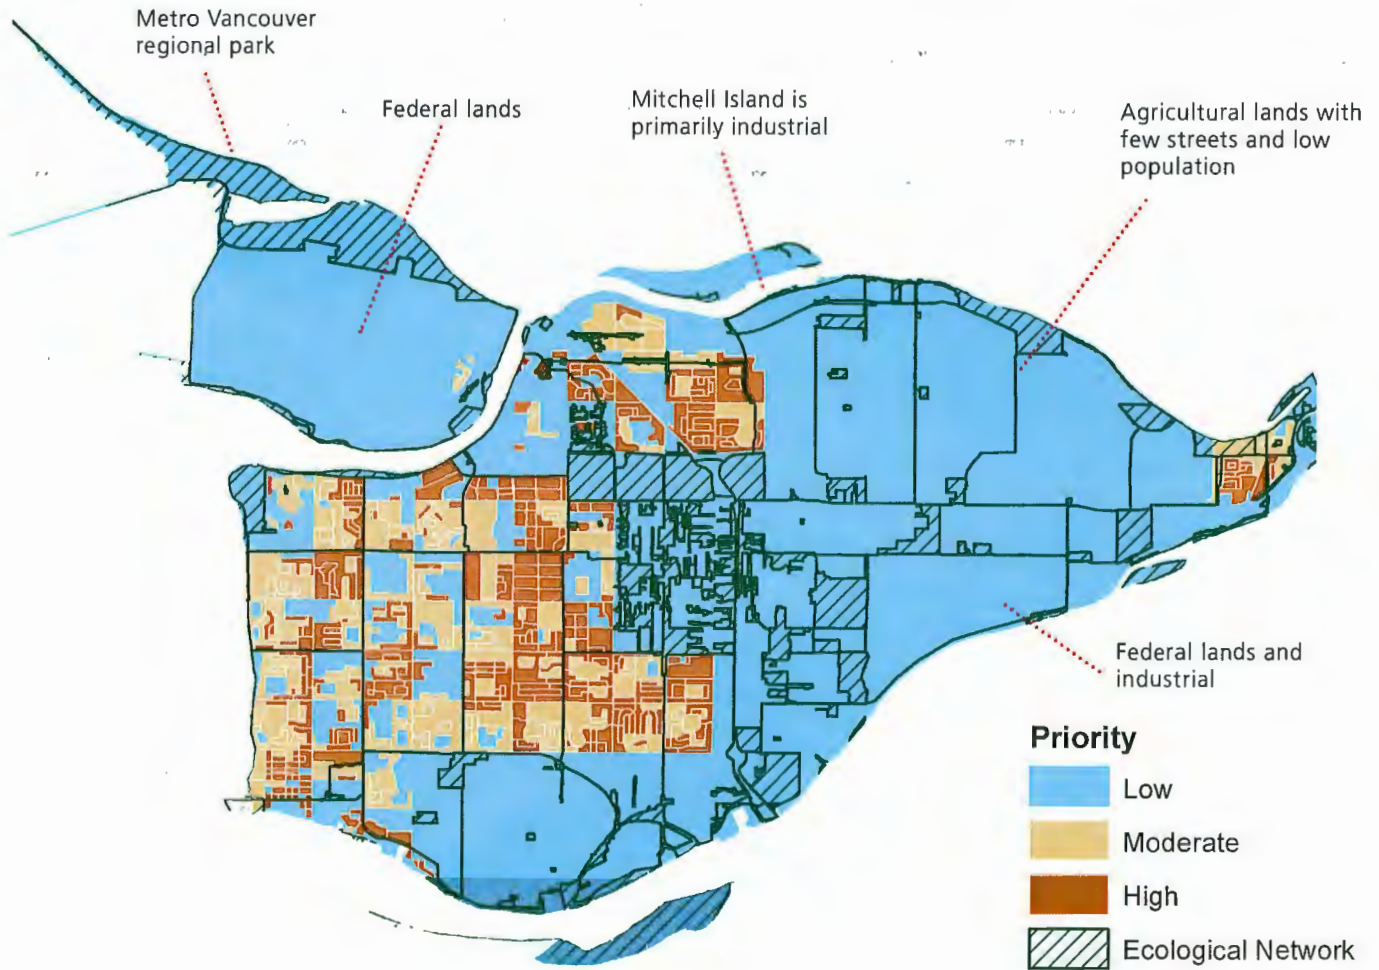 Metro Vancouver
regional park
Federal lands
Mitchell Island is
primarily industrial
Agricultural lands with
few streets and low
population
Federal lands and
industrial
Priority
Low
Moderate
High
Ecological Network